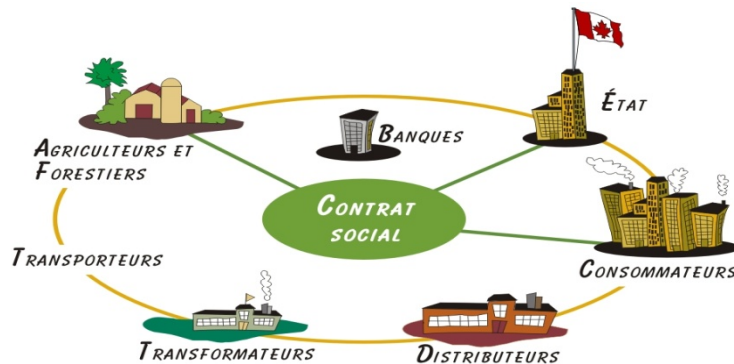 ÉTAT
BANQUES
AGRICULTEURS ET
FORESTIERS
CONTRAT
SOCIAL
TRANSPORTEURS
CONSOMMATEURS
TRANSFORMATEURS
DISTRIBUTEURS